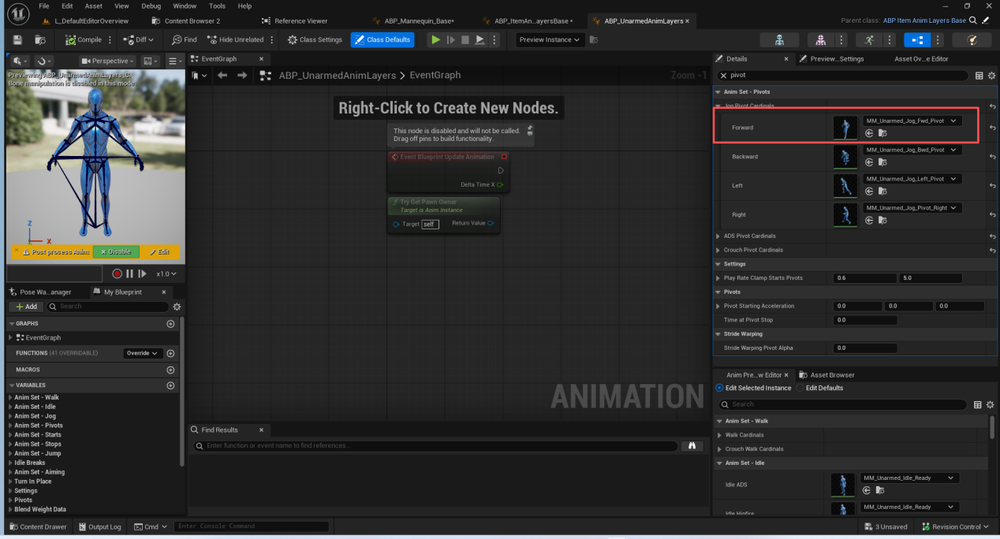 File Edit Asset View Debug Window Tools Help
L_DefaultEditorOverview
Content Browser 2
Reference Viewer
ABP_Mannequin_Base*
ABP_ItemAn...ayersBase*
ABP_UnarmedAnimLayers
Parent class: ABP Item Anim Layers Base
Compile
Diff
Find
Hide Unrelated
Class Settings
Class Defaults
Preview Instance
Perspective
Previewing ABP_UnarmedAnimLayers_C.
Bone manipulation is disabled in this mode.
Z
X
Post process Anim:
Disable
Edit
x1.0
Pose Wa...anager
My Blueprint
Add
Search
GRAPHS
EventGraph
FUNCTIONS (41 OVERRIDABLE)
Override
MACROS
VARIABLES
Anim Set - Walk
Anim Set - Idle
Anim Set - Jog
Anim Set - Pivots
Anim Set - Starts
Anim Set - Stops
Anim Set - Jump
Idle Breaks
Anim Set - Aiming
Turn In Place
Settings
Pivots
Blend Weight Data
EventGraph
ABP_UnarmedAnimLayers > EventGraph
Zoom -1
Right-Click to Create New Nodes.
This node is disabled and will not be called.
Drag off pins to build functionality.
Event Blueprint Update Animation
Delta Time X
Try Get Pawn Owner
Target is Anim Instance
Target self
Return Value
ANIMATION
Find Results
Enter function or event name to find references...
Details
Preview...Settings
Asset Ov...e Editor
pivot
Anim Set - Pivots
Jog Pivot Cardinals
Forward
MM_Unarmed_Jog_Fwd_Pivot
Backward
MM_Unarmed_Jog_Bwd_Pivot
Left
MM_Unarmed_Jog_Left_Pivot
Right
MM_Unarmed_Jog_Pivot_Right
ADS Pivot Cardinals
Crouch Pivot Cardinals
Settings
Play Rate Clamp Starts Pivots 0.6 5.0
Pivots
Pivot Starting Acceleration 0.0 0.0 0.0
Time at Pivot Stop 0.0
Stride Warping
Stride Warping Pivot Alpha 0.0
Anim Pre...w Editor
Asset Browser
Edit Selected Instance
Edit Defaults
Search
Anim Set - Walk
Walk Cardinals
Crouch Walk Cardinals
Anim Set - Idle
Idle ADS
MM_Unarmed_Idle_Ready
Idle Hipfire
MM_Unarmed_Idle_Ready
Content Drawer
Output Log
Cmd
Enter Console Command
3 Unsaved
Revision Control